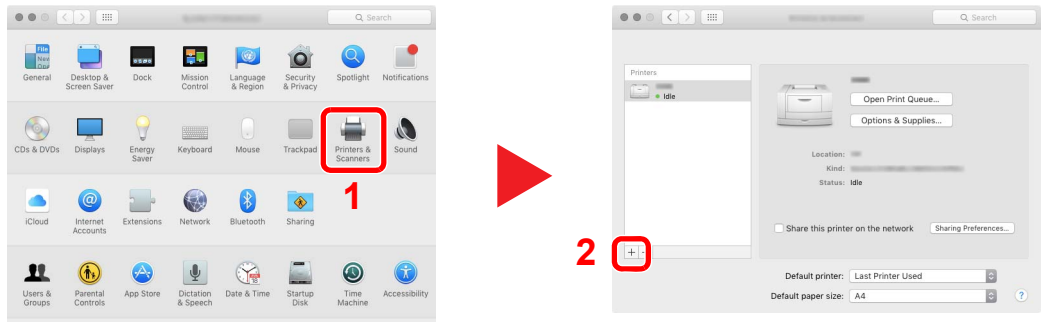 Search
General
Desktop &
Screen Saver
Dock
Mission
Control
Language
& Region
Security
& Privacy
Spotlight
Notifications
CDs & DVDs
Displays
Energy
Saver
Keyboard
Mouse
Trackpad
Printers &
Scanners
Sound
1
iCloud
Internet
Accounts
Extensions
Network
Bluetooth
Sharing
Users &
Groups
Parental
Controls
App Store
Dictation
& Speech
Date & Time
Startup
Disk
Time
Machine
Accessibility
Search
Printers
Idle
Open Print Queue...
Options & Supplies...
Location:
Kind:
Status: Idle
Share this printer on the network
Sharing Preferences...
2
+ -
Default printer: Last Printer Used
Default paper size: A4
?